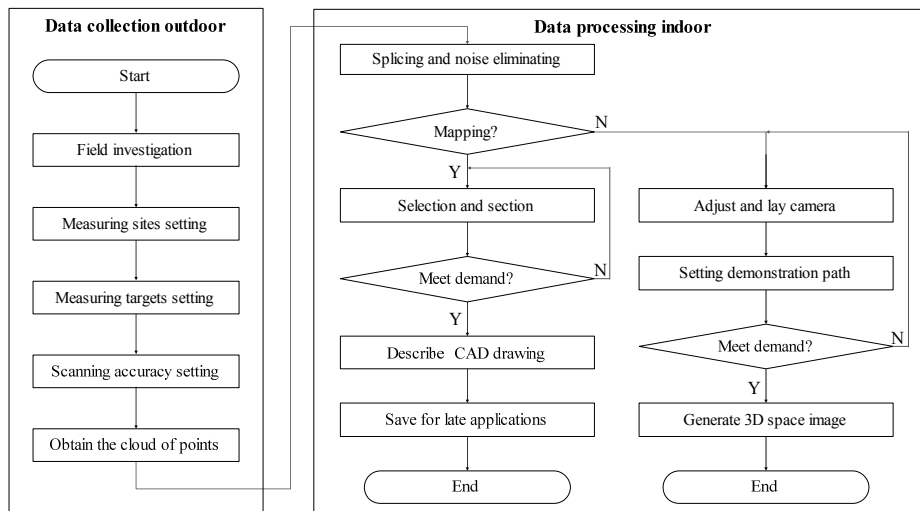 Data collection outdoor
Start
Field investigation
Measuring sites setting
Measuring targets setting
Scanning accuracy setting
Obtain the cloud of points
Data processing indoor
Splicing and noise eliminating
Mapping?
N
Y
Selection and section
Meet demand?
N
Y
Describe CAD drawing
Save for late applications
End
Adjust and lay camera
Setting demonstration path
Meet demand?
N
Y
Generate 3D space image
End